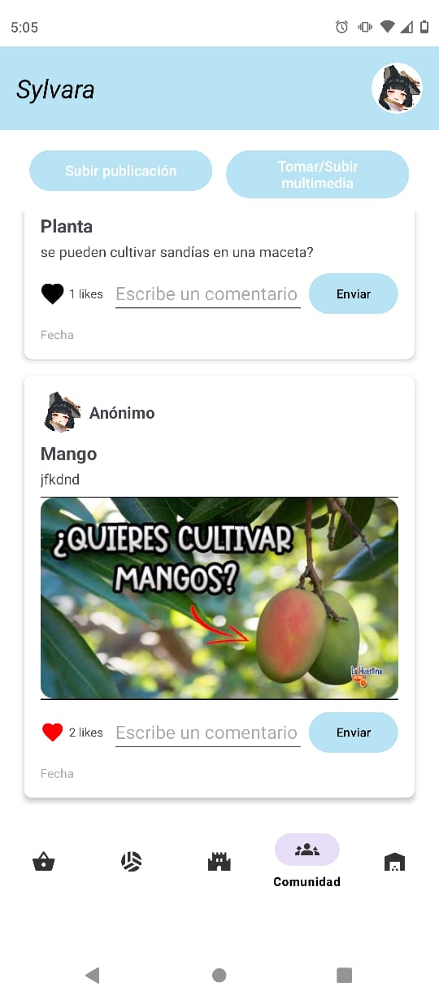 5:05
Sylvara
Subir publicación
Tomar/Subir
multimedia
Planta
se pueden cultivar sandías en una maceta?
1 likes
Escribe un comentario
Enviar
Fecha
Anónimo
Mango
jfkdnd
¿QUIERES CULTIVAR
MANGOS?
La Huertina
2 likes
Escribe un comentario
Enviar
Fecha
Comunidad